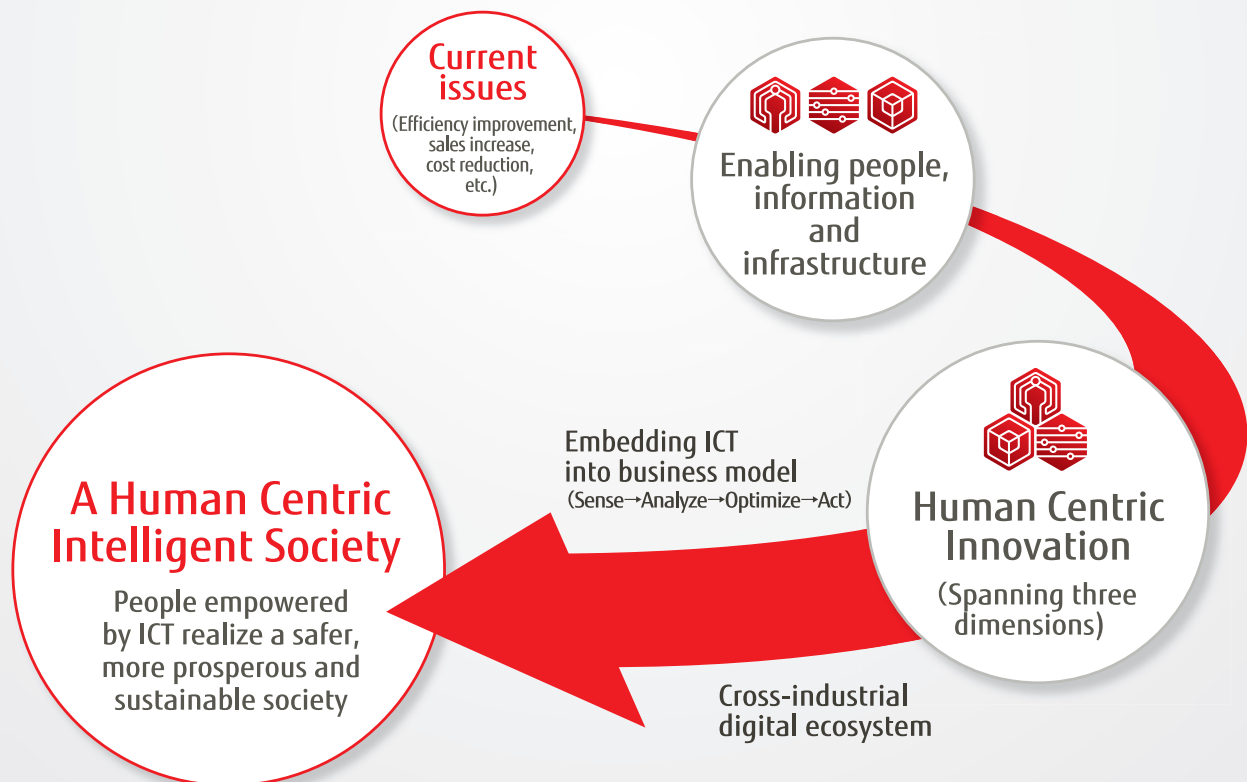 Current
issues
(Efficiency improvement,
sales increase,
cost reduction,
etc.)
Enabling people,
information
and
infrastructure
Human Centric
Innovation
(Spanning three
dimensions)
Embedding ICT
into business model
(Sense→Analyze→Optimize→Act)
Cross-industrial
digital ecosystem
A Human Centric
Intelligent Society
People empowered
by ICT realize a safer,
more prosperous and
sustainable society